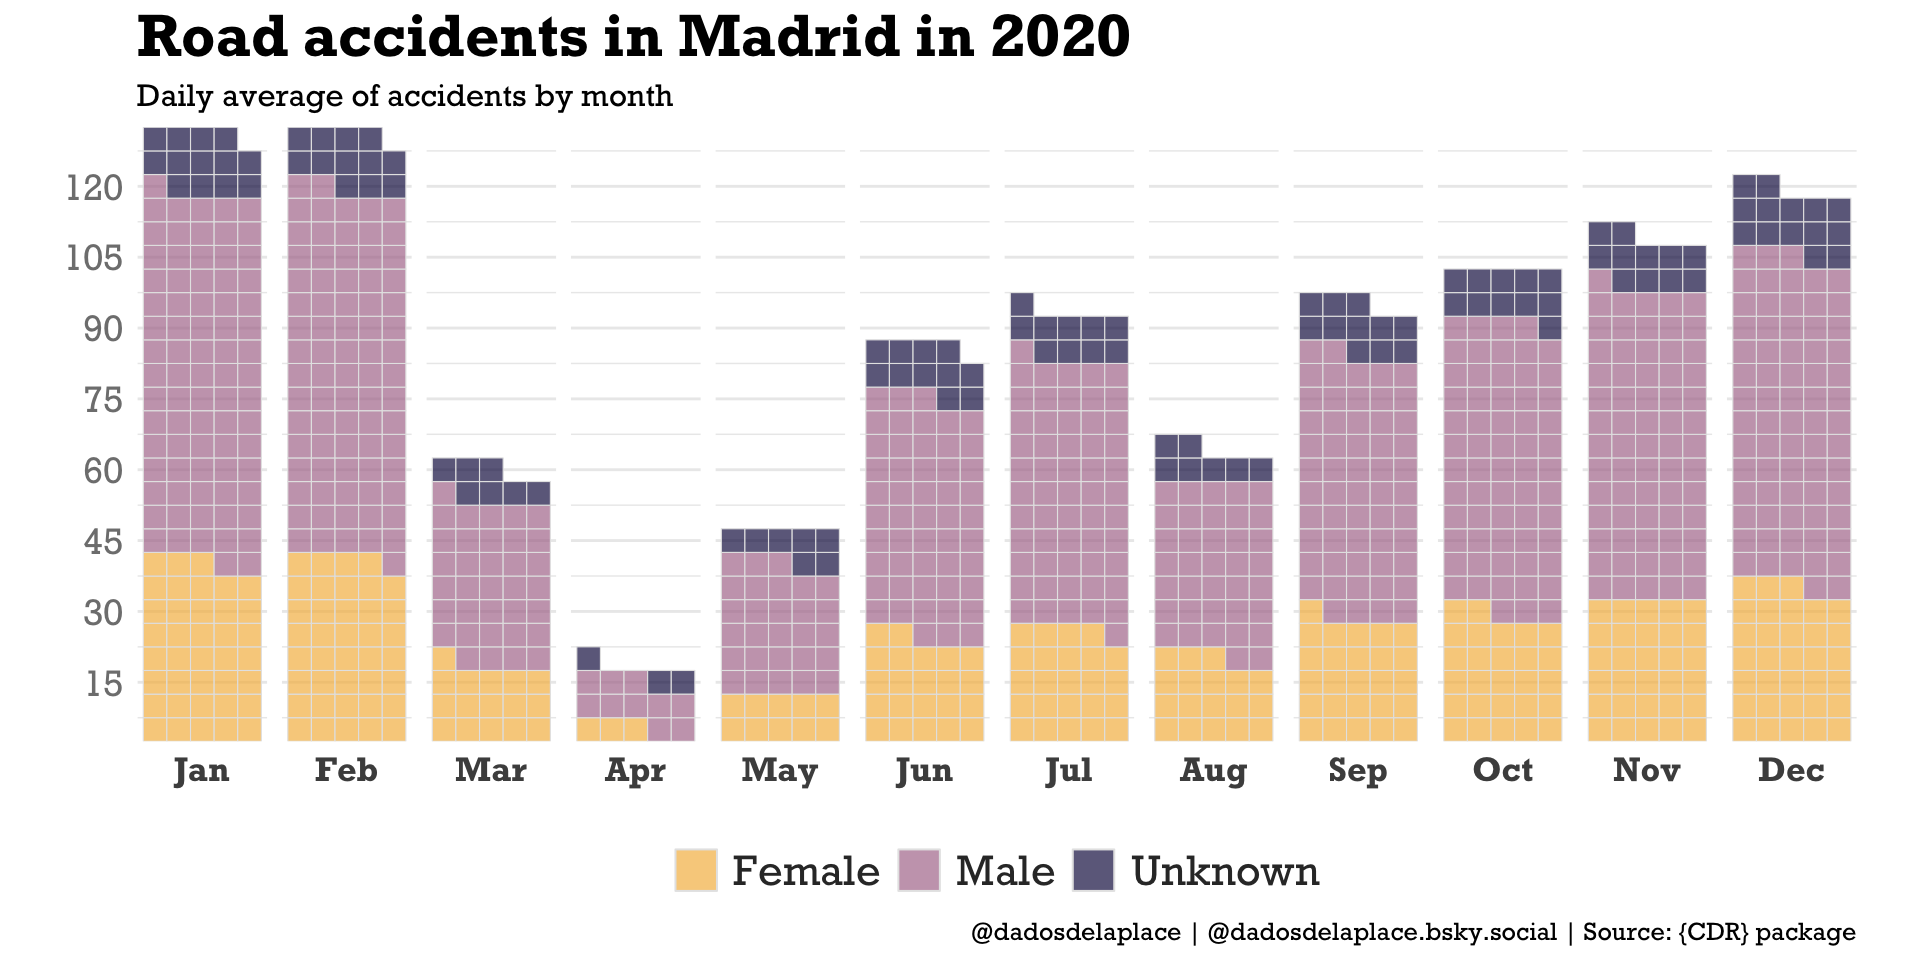 Road accidents in Madrid in 2020
Daily average of accidents by month
120
105
90
75
60
45
30
15
Jan Feb Mar Apr May Jun Jul Aug Sep Oct Nov Dec
Female Male Unknown
@dadosdelaplace | @dadosdelaplace.bsky.social | Source: {CDR} package